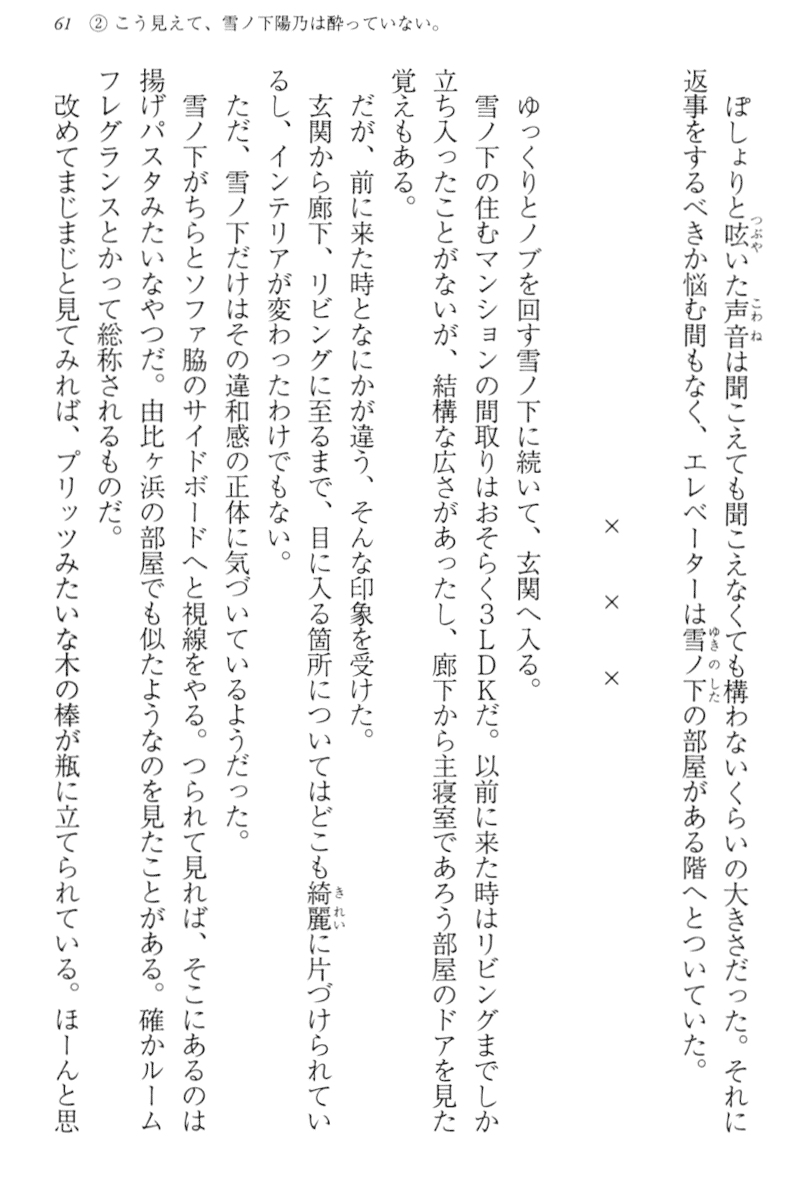 61 ② こう見えて、雪ノ下陽乃は酔っていない。
ぽしょりと呟いた声音は聞こえても聞こえなくても構わないくらいの大きさだった。それに
返事をするべきか悩む間もなく、エレベーターは雪ノ下の部屋がある階へとついていた。
× × ×
ゆっくりとノブを回す雪ノ下に続いて、玄関へ入る。
雪ノ下の住むマンションの間取りはおそらく3LDKだ。以前に来た時はリビングまでしか
立ち入ったことがないが、結構な広さがあったし、廊下から主寝室であろう部屋のドアを見た
覚えもある。
だが、前に来た時となにかが違う、そんな印象を受けた。
玄関から廊下、リビングに至るまで、目に入る箇所についてはどこも綺麗に片づけられてい
るし、インテリアが変わったわけでもない。
ただ、雪ノ下だけはその違和感の正体に気づいているようだった。
雪ノ下がちらとソファ脇のサイドボードへと視線をやる。つられて見れば、そこにあるのは
揚げパスタみたいなやつだ。由比ヶ浜の部屋でも似たようなのを見たことがある。確かルーム
フレグランスとかって総称されるものだ。
改めてまじまじと見てみれば、プリッツみたいな木の棒が瓶に立てられている。ほーんと思